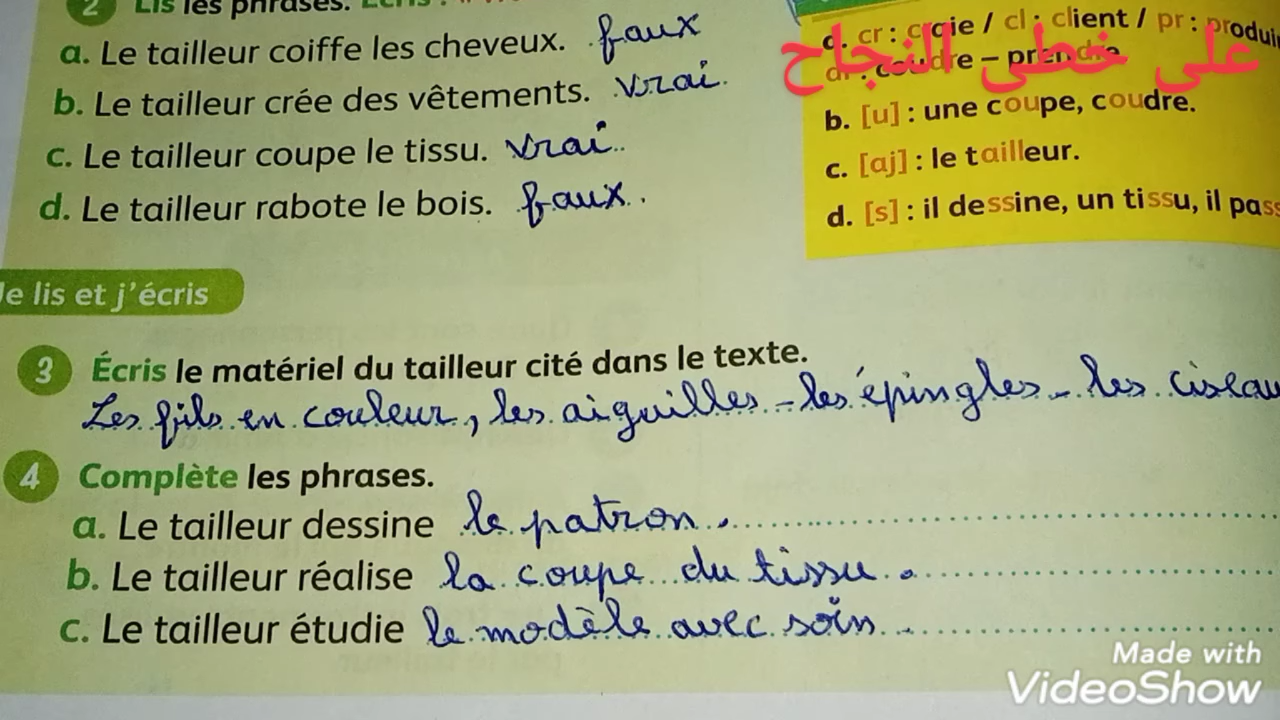 2 Lis les phrases.
a. Le tailleur coiffe les cheveux. faux
b. Le tailleur crée des vêtements. vrai.
c. Le tailleur coupe le tissu. vrai..
d. Le tailleur rabote le bois. faux.
Je lis et j'écris
3 Écris le matériel du tailleur cité dans le texte.
Les fils en couleur, les aiguilles - les épingles - les ciseau
4 Complète les phrases.
a. Le tailleur dessine le patron.
b. Le tailleur réalise la coupe du tissu.
c. Le tailleur étudie le modèle avec soin.
cr : craie / cl : client / pr : produi
coudre – prendre
b. [u] : une coupe, coudre.
c. [aj] : le tailleur.
d. [s] : il dessine, un tissu, il pass
على خطى النجاح
Made with
VideoShow